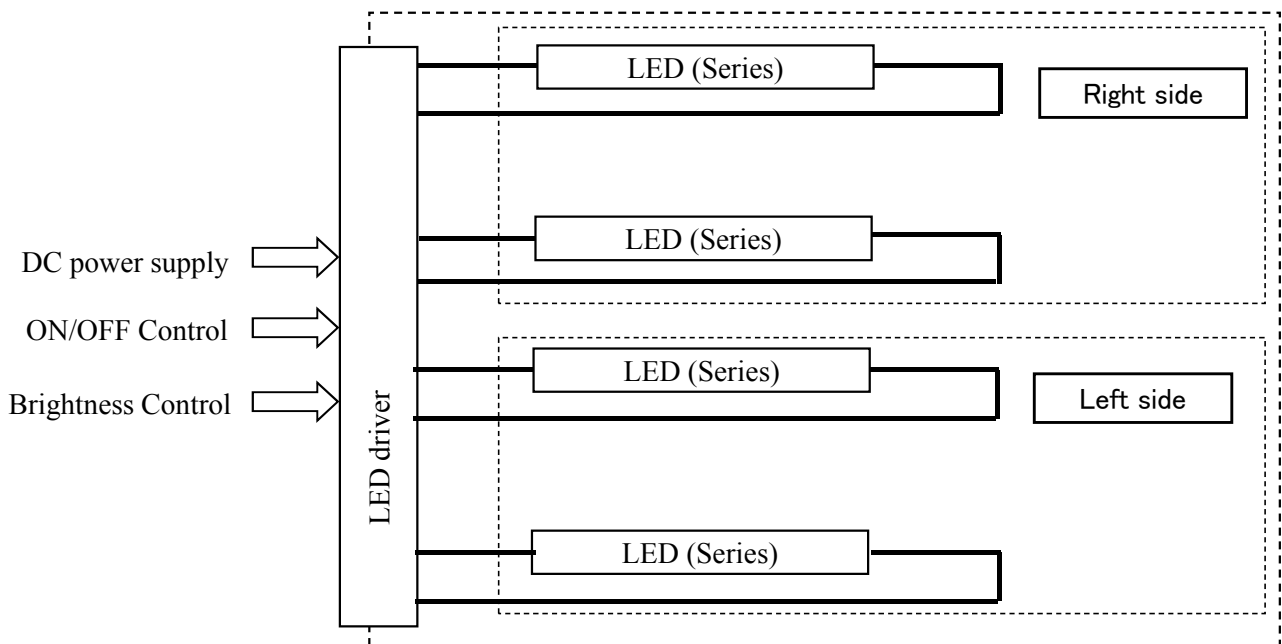 LED (Series)
Right side
LED (Series)
DC power supply
ON/OFF Control
LED (Series)
Brightness Control
Left side
LED driver
LED (Series)